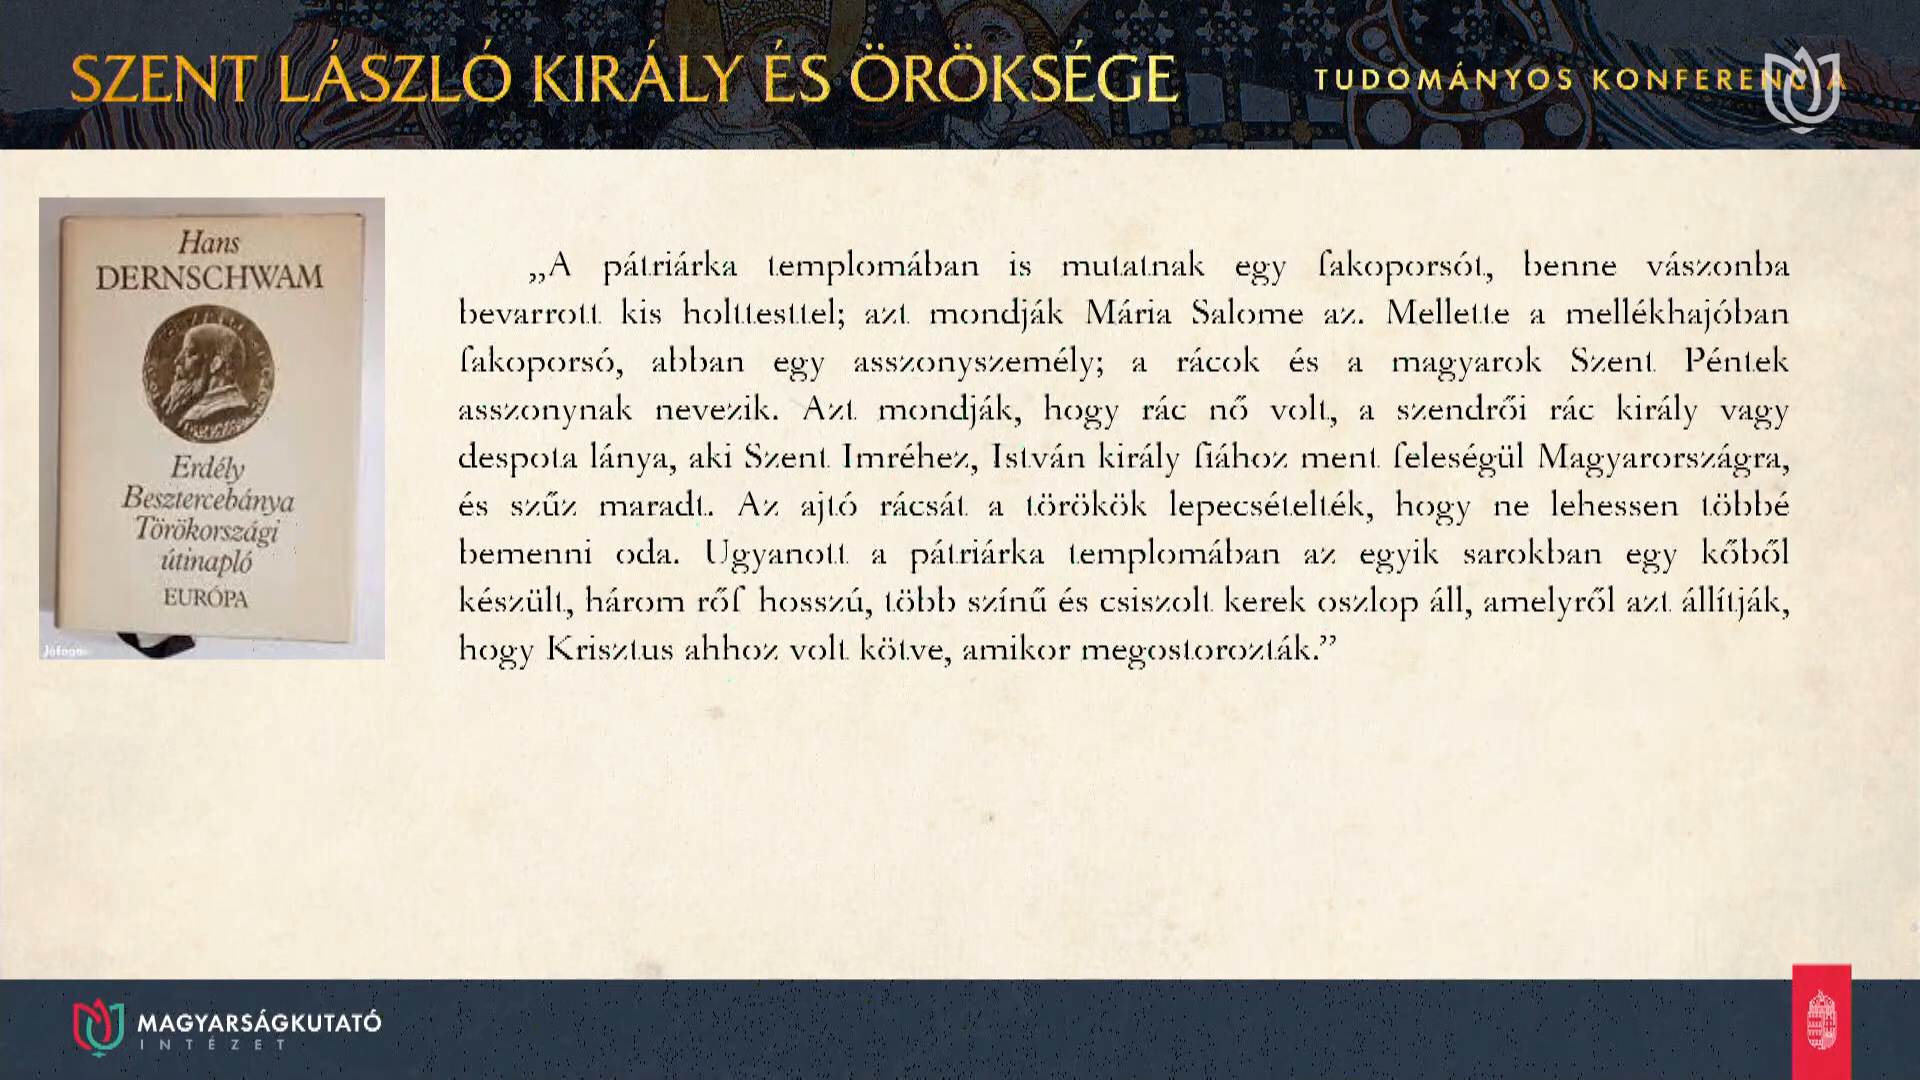 SZENT LÁSZLÓ KIRÁLY ÉS ÖRÖKSÉGE
TUDOMÁNYOS KONFERENCIA
Hans
DERNSCHWAM
Erdély
Besztercebánya
Törökországi
útinapló
EURÓPA
„A pátriárka templomában is mutatnak egy fakoporsót, benne vászonba
bevarrott kis holttesttel; azt mondják Mária Salome az. Mellette a mellékhajóban
fakoporsó, abban egy asszonyszemély; a rácok és a magyarok Szent Péntek
asszonynak nevezik. Azt mondják, hogy rác nő volt, a szendrői rác király vagy
despota lánya, aki Szent Imréhez, István király fiához ment feleségül Magyarországra,
és szűz maradt. Az ajtó rácsát a törökök lepecsételték, hogy ne lehessen többé
bemenni oda. Ugyanott a pátriárka templomában az egyik sarokban egy kőből
készült, három rőf hosszú, több színű és csiszolt kerek oszlop áll, amelyről azt állítják,
hogy Krisztus ahhoz volt kötve, amikor megostorozták.”
MAGYARSÁGKUTATÓ
INTÉZET